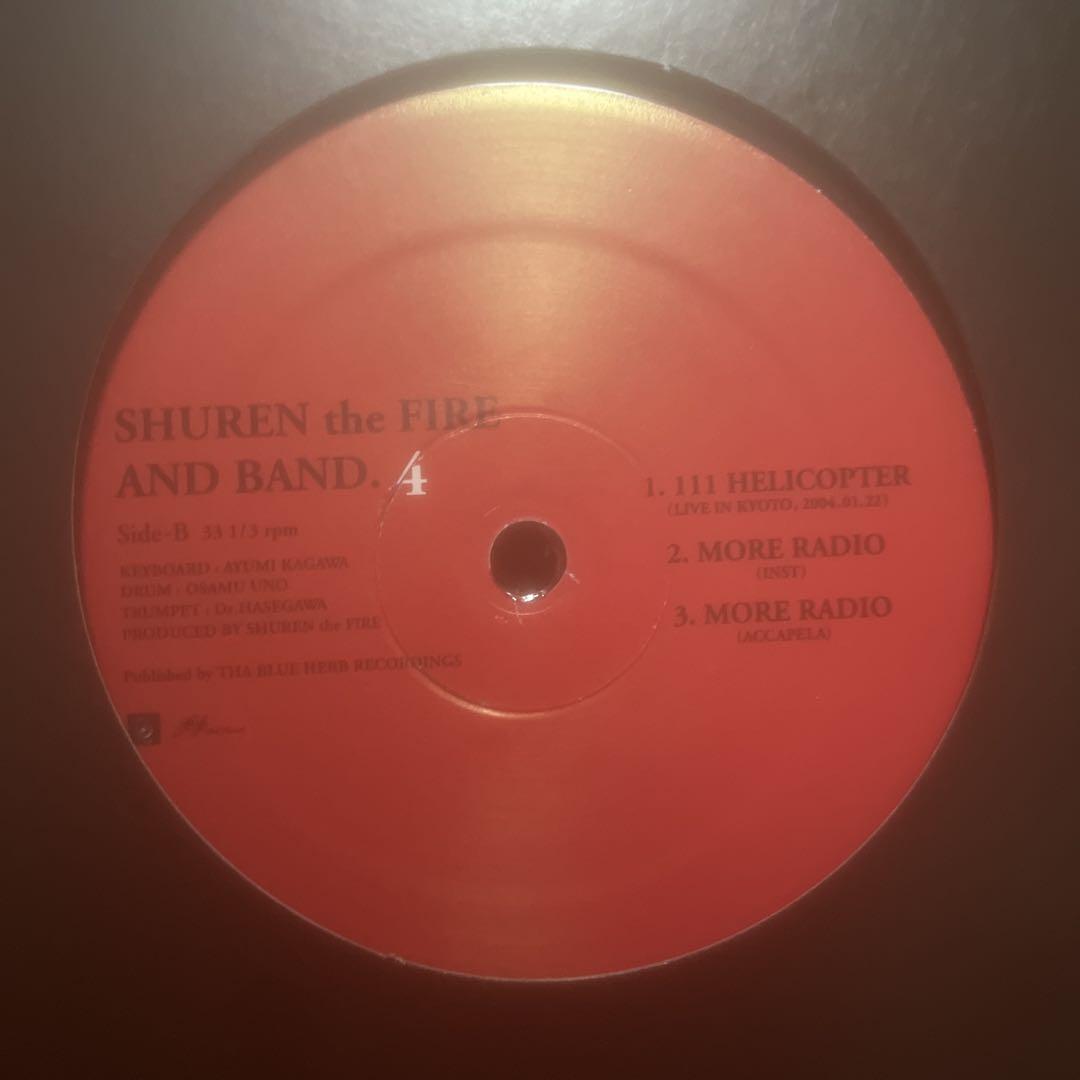 SHUREN the FIRE
AND BAND. 4
Side-B 33 1/3 rpm
KEYBOARD : AYUMI KAGAWA
DRUM : OSAMU UNO
TRUMPET : Dr.HASEGAWA
PRODUCED BY SHUREN the FIRE
Published by THA BLUE HERB RECORDINGS
1. 111 HELICOPTER
(LIVE IN KYOTO, 2004.01.22)
2. MORE RADIO
(INST)
3. MORE RADIO
(ACCAPELA)